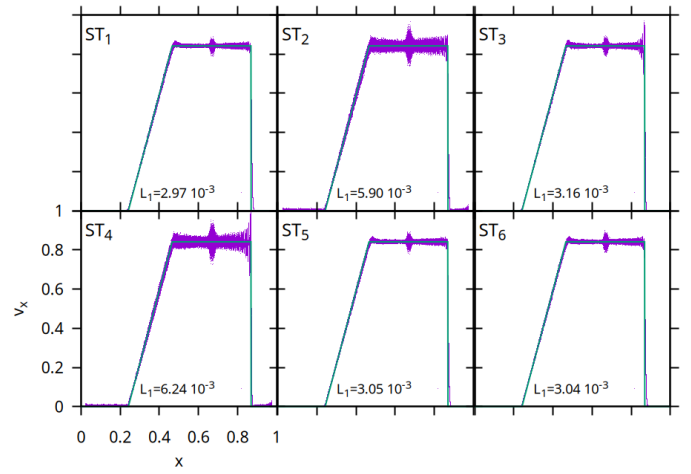 ST1 ST2 ST3
L1=2.97 10-3 L1=5.90 10-3 L1=3.16 10-3
1
ST4 ST5 ST6
0.8
0.6
vx
0.4
0.2
L1=6.24 10-3 L1=3.05 10-3 L1=3.04 10-3
0
0 0.2 0.4 0.6 0.8 1
x